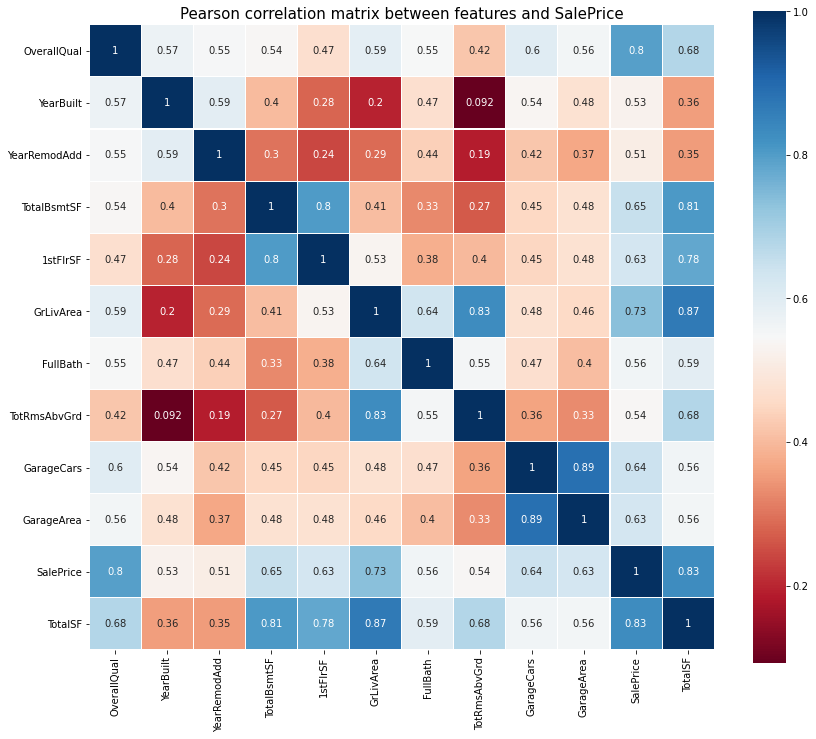 Pearson correlation matrix between features and SalePrice
OverallQual 1 0.57 0.55 0.54 0.47 0.59 0.55 0.42 0.6 0.56 0.8 0.68
YearBuilt 0.57 1 0.59 0.4 0.28 0.2 0.47 0.092 0.54 0.48 0.53 0.36
YearRemodAdd 0.55 0.59 1 0.3 0.24 0.29 0.44 0.19 0.42 0.37 0.51 0.35
TotalBsmtSF 0.54 0.4 0.3 1 0.8 0.41 0.33 0.27 0.45 0.48 0.65 0.81
1stFlrSF 0.47 0.28 0.24 0.8 1 0.53 0.38 0.4 0.45 0.48 0.63 0.78
GrLivArea 0.59 0.2 0.29 0.41 0.53 1 0.64 0.83 0.48 0.46 0.73 0.87
FullBath 0.55 0.47 0.44 0.33 0.38 0.64 1 0.55 0.47 0.4 0.56 0.59
TotRmsAbvGrd 0.42 0.092 0.19 0.27 0.4 0.83 0.55 1 0.36 0.33 0.54 0.68
GarageCars 0.6 0.54 0.42 0.45 0.45 0.48 0.47 0.36 1 0.89 0.64 0.56
GarageArea 0.56 0.48 0.37 0.48 0.48 0.46 0.4 0.33 0.89 1 0.63 0.56
SalePrice 0.8 0.53 0.51 0.65 0.63 0.73 0.56 0.54 0.64 0.63 1 0.83
TotalSF 0.68 0.36 0.35 0.81 0.78 0.87 0.59 0.68 0.56 0.56 0.83 1
OverallQual
YearBuilt
YearRemodAdd
TotalBsmtSF
1stFlrSF
GrLivArea
FullBath
TotRmsAbvGrd
GarageCars
GarageArea
SalePrice
TotalSF
1.0
0.8
0.6
0.4
0.2